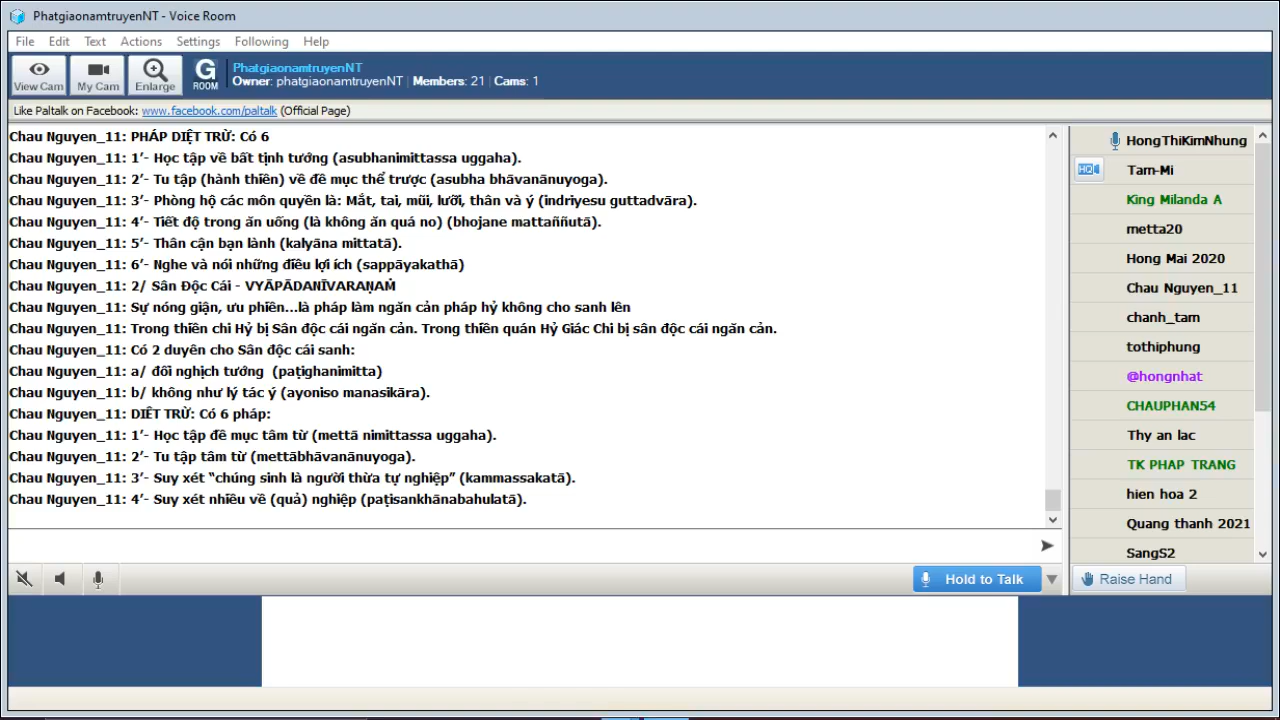 PhatgiaonamtruyenNT - Voice Room
File Edit Text Actions Settings Following Help
View Cam My Cam Enlarge G ROOM
PhatgiaonamtruyenNT
Owner: phatgiaonamtruyenNT | Members: 21 | Cams: 1
Like Paltalk on Facebook: www.facebook.com/paltalk (Official Page)
Chau Nguyen_11: PHÁP DIỆT TRỪ: Có 6
Chau Nguyen_11: 1’- Học tập về bất tịnh tướng (asubhanimittassa uggaha).
Chau Nguyen_11: 2’- Tu tập (hành thiền) về đề mục thể trược (asubha bhāvanānuyoga).
Chau Nguyen_11: 3’- Phòng hộ các môn quyền là: Mắt, tai, mũi, lưỡi, thân và ý (indriyesu guttadvāra).
Chau Nguyen_11: 4’- Tiết độ trong ăn uống (là không ăn quá no) (bhojane mattaññutā).
Chau Nguyen_11: 5’- Thân cận bạn lành (kalyāna mittatā).
Chau Nguyen_11: 6’- Nghe và nói những điều lợi ích (sappāyakathā)
Chau Nguyen_11: 2/ Sân Độc Cái - VYĀPĀDANĪVARAṆAṀ
Chau Nguyen_11: Sự nóng giận, ưu phiền...là pháp làm ngăn cản pháp hỷ không cho sanh lên
Chau Nguyen_11: Trong thiền chi Hỷ bị Sân độc cái ngăn cản. Trong thiền quán Hỷ Giác Chi bị sân độc cái ngăn cản.
Chau Nguyen_11: Có 2 duyên cho Sân độc cái sanh:
Chau Nguyen_11: a/ đối nghịch tướng (paṭighanimitta)
Chau Nguyen_11: b/ không như lý tác ý (ayoniso manasikāra).
Chau Nguyen_11: DIỆT TRỪ: Có 6 pháp:
Chau Nguyen_11: 1’- Học tập đề mục tâm từ (mettā nimittassa uggaha).
Chau Nguyen_11: 2’- Tu tập tâm từ (mettābhāvanānuyoga).
Chau Nguyen_11: 3’- Suy xét “chúng sinh là người thừa tự nghiệp” (kammassakatā).
Chau Nguyen_11: 4’- Suy xét nhiều về (quả) nghiệp (paṭisankhānabahulatā).
HongThiKimNhung
HQ Tam-Mi
King Milanda A
metta20
Hong Mai 2020
Chau Nguyen_11
chanh_tam
tothiphung
@hongnhat
CHAUPHAN54
Thy an lac
TK PHAP TRANG
hien hoa 2
Quang thanh 2021
SangS2
Hold to Talk
Raise Hand